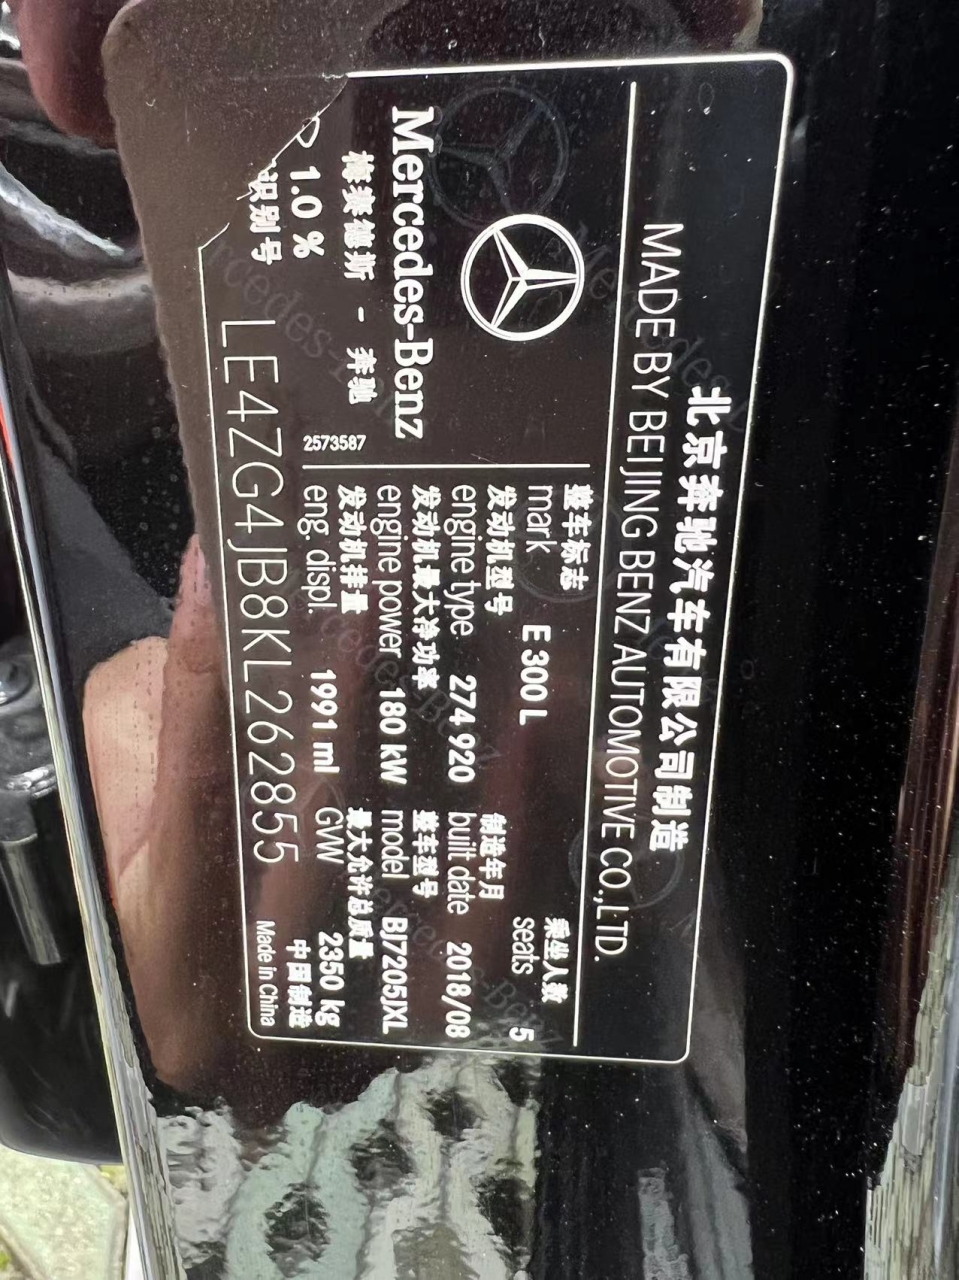 北京奔驰汽车有限公司制造
MADE BY BEIJING BENZ AUTOMOTIVE CO.,LTD.
Mercedes-Benz
梅赛德斯 - 奔驰
1.0 %
2573587
整车标志
mark E 300 L
乘坐人数
seats 5
发动机型号
engine type 274 920
制造年月
built date 2018/08
发动机最大净功率
engine power 180 kW
整车型号
model BJ7205JXL
发动机排量
eng. displ. 1991 ml
最大允许总质量
GVW 2350 kg
识别号 LE4ZG4JB8KL262855
中国制造
Made in China